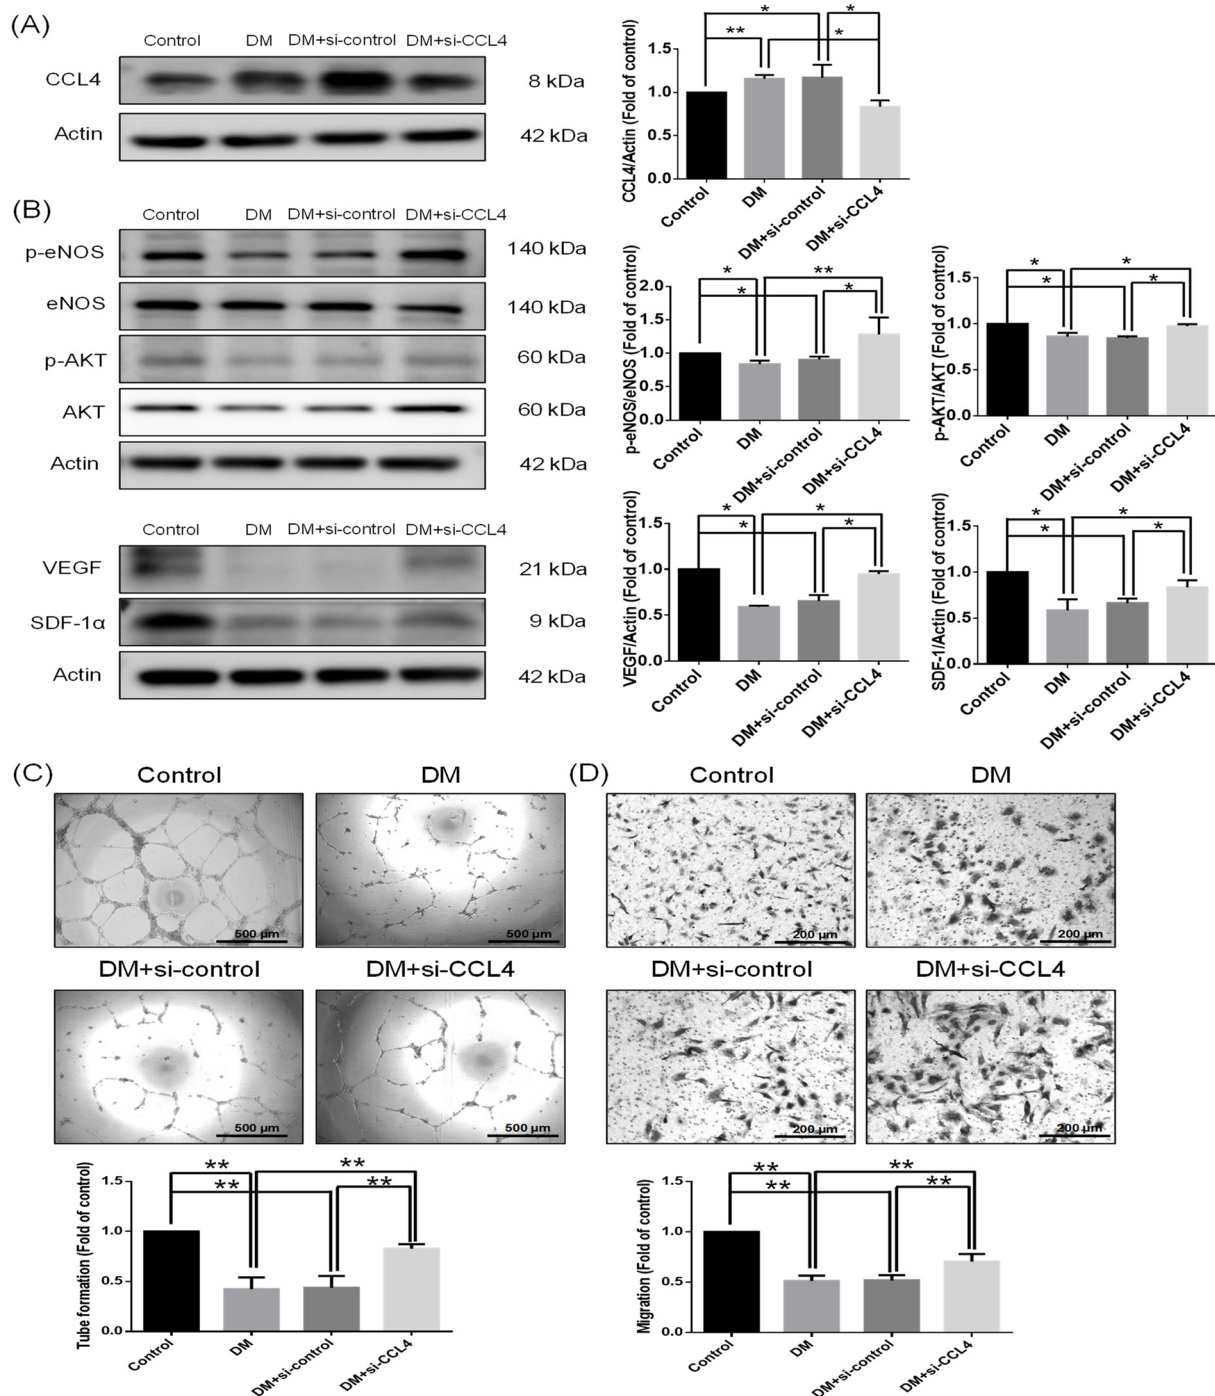 (A)
Control DM DM+si-control DM+si-CCL4
CCL4 8 kDa
Actin 42 kDa
CCL4/Actin (Fold of control)
1.5
1.0
0.5
0.0
** * * *
Control DM DM+si-control DM+si-CCL4
(B)
Control DM DM+si-control DM+si-CCL4
p-eNOS 140 kDa
eNOS 140 kDa
p-AKT 60 kDa
AKT 60 kDa
Actin 42 kDa
p-eNOS/eNOS (Fold of control)
2.0
1.5
1.0
0.5
0.0
* ** * *
Control DM DM+si-control DM+si-CCL4
p-AKT/AKT (Fold of control)
1.5
1.0
0.5
0.0
* * * *
Control DM DM+si-control DM+si-CCL4
Control DM DM+si-control DM+si-CCL4
VEGF 21 kDa
SDF-1α 9 kDa
Actin 42 kDa
VEGF/Actin (Fold of control)
1.5
1.0
0.5
0.0
* * * *
Control DM DM+si-control DM+si-CCL4
SDF-1/Actin (Fold of control)
1.5
1.0
0.5
0.0
* * * *
Control DM DM+si-control DM+si-CCL4
(C)
Control DM
500 µm 500 µm
DM+si-control DM+si-CCL4
500 µm 500 µm
Tube formation (Fold of control)
1.5
1.0
0.5
0.0
** ** ** **
Control DM DM+si-control DM+si-CCL4
(D)
Control DM
200 µm 200 µm
DM+si-control DM+si-CCL4
200 µm 200 µm
Migration (Fold of control)
1.5
1.0
0.5
0.0
** ** ** **
Control DM DM+si-control DM+si-CCL4